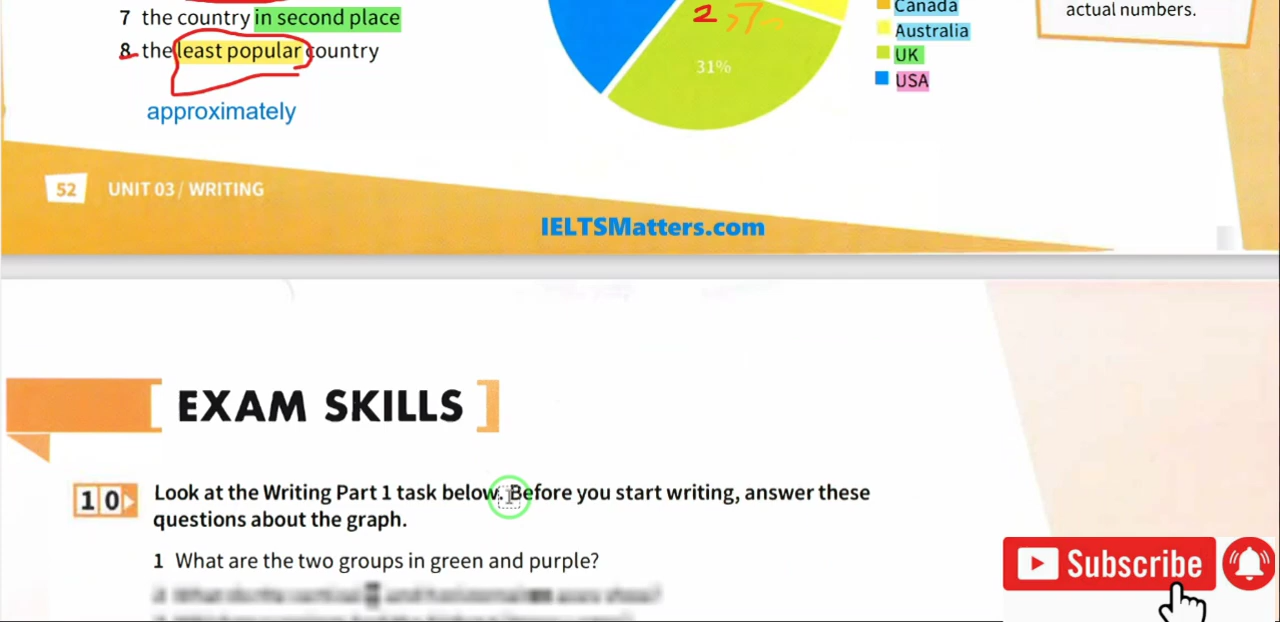 7 the country in second place
8 the least popular country
approximately
2 7
31%
Canada
Australia
UK
USA
actual numbers.
52 UNIT 03 / WRITING
IELTSMatters.com
[ EXAM SKILLS ]
10 Look at the Writing Part 1 task below. Before you start writing, answer these
questions about the graph.
1 What are the two groups in green and purple?
Subscribe